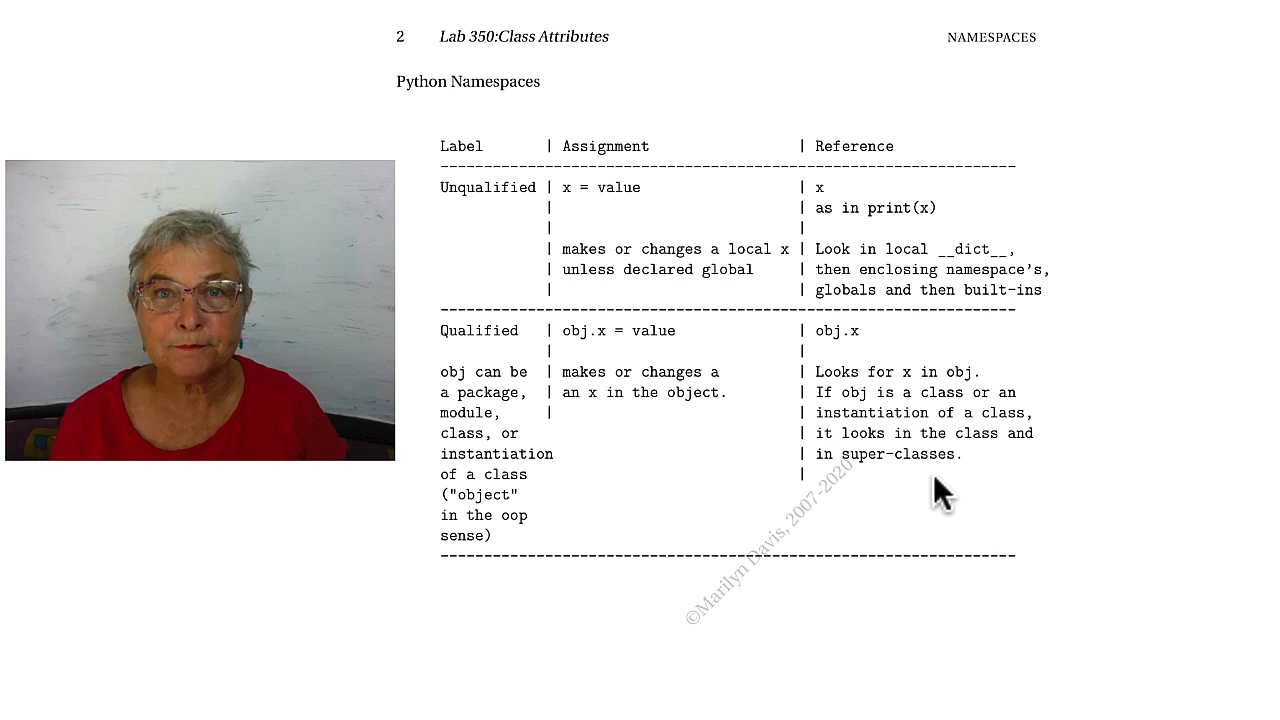 2 Lab 350:Class Attributes NAMESPACES
Python Namespaces
Label | Assignment | Reference
------------------------------------------------------------------
Unqualified | x = value | x
| | as in print(x)
| |
| makes or changes a local x | Look in local __dict__,
| unless declared global | then enclosing namespace's,
| | globals and then built-ins
------------------------------------------------------------------
Qualified | obj.x = value | obj.x
| |
obj can be | makes or changes a | Looks for x in obj.
a package, | an x in the object. | If obj is a class or an
module, | | instantiation of a class,
class, or | it looks in the class and
instantiation | in super-classes.
of a class |
("object"
in the oop
sense)
------------------------------------------------------------------
©Marilyn Davis, 2007-2020